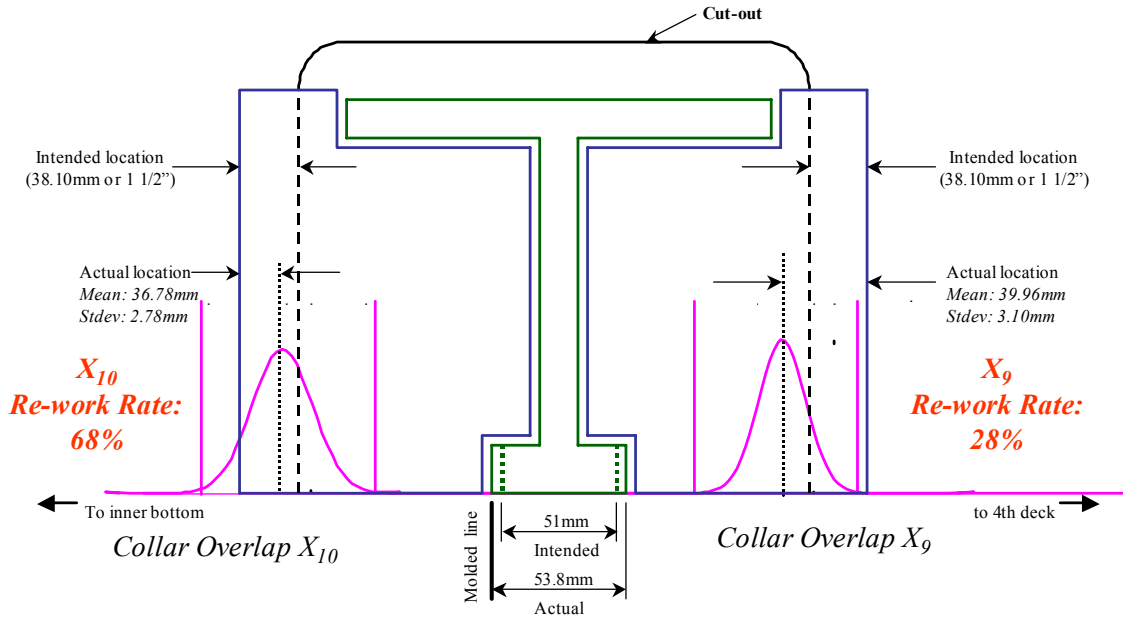 Cut-out
Intended location
(38.10mm or 1 1/2”)
Intended location
(38.10mm or 1 1/2”)
Actual location
Mean: 36.78mm
Stdev: 2.78mm
Actual location
Mean: 39.96mm
Stdev: 3.10mm
X10
Re-work Rate:
68%
X9
Re-work Rate:
28%
To inner bottom
to 4th deck
Collar Overlap X10
Collar Overlap X9
Molded line
51mm
Intended
53.8mm
Actual